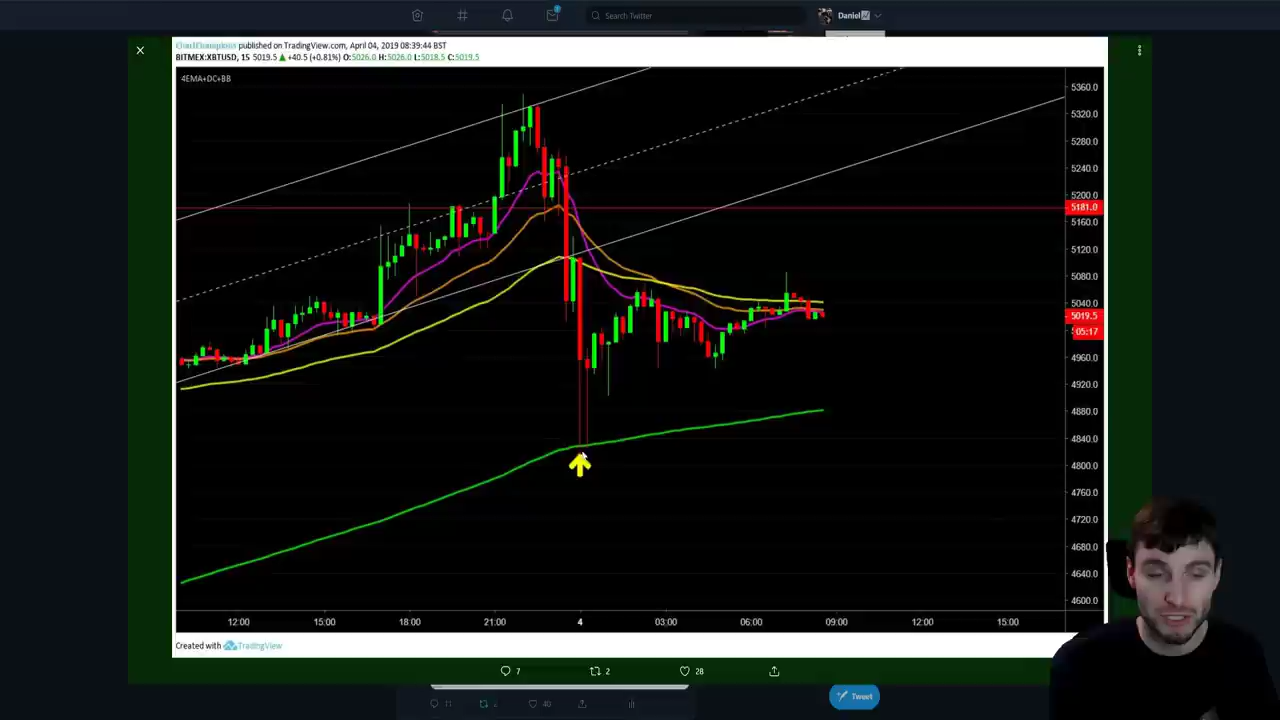 Search Twitter
Daniel
published on TradingView.com, April 04, 2019 08:39:44 BST
BITMEX:XBTUSD, 15 5019.5 ▲ +40.5 (+0.81%) O:5026.0 H:5026.0 L:5018.5 C:5019.5
4EMA+DC+BB
5360.0
5320.0
5280.0
5240.0
5200.0
5181.0
5160.0
5120.0
5080.0
5040.0
5019.5
05:17
4960.0
4920.0
4880.0
4840.0
4800.0
4760.0
4720.0
4680.0
4640.0
4600.0
12:00 15:00 18:00 21:00 4 03:00 06:00 09:00 12:00 15:00
Created with TradingView
7 2 28
11 40
Tweet